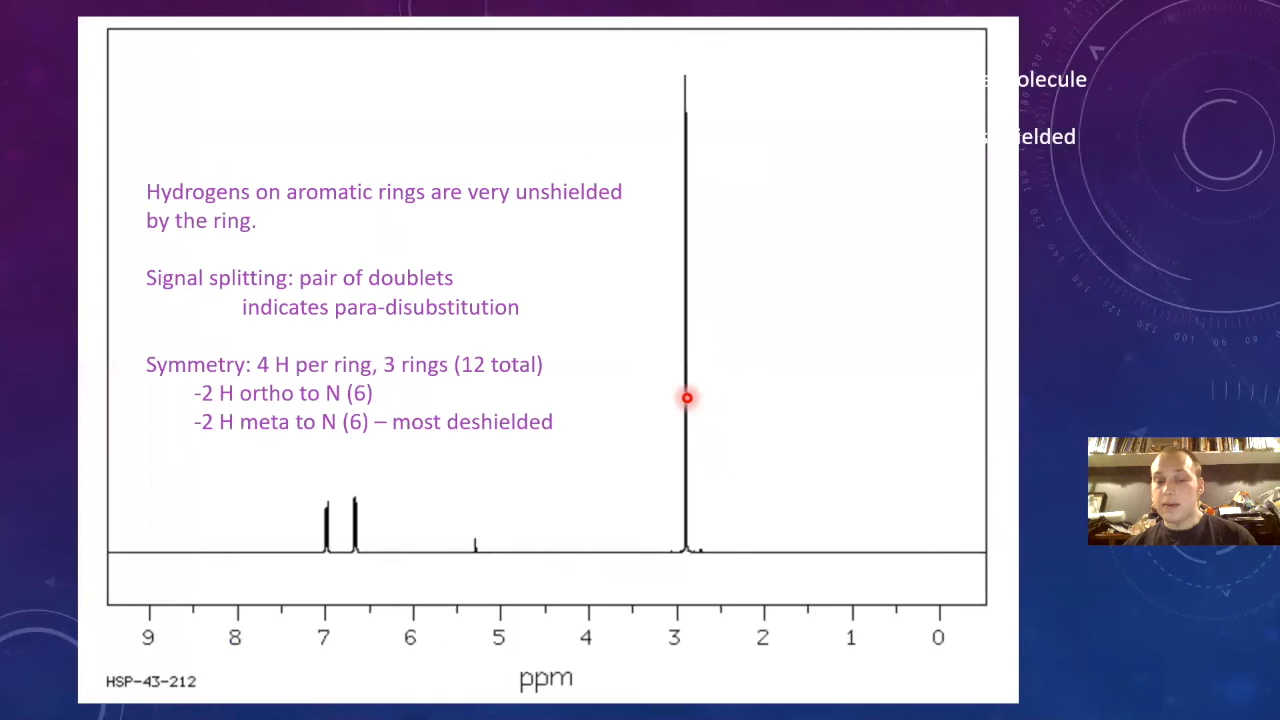 olecule
ielded
Hydrogens on aromatic rings are very unshielded
by the ring.
Signal splitting: pair of doublets
indicates para-disubstitution
Symmetry: 4 H per ring, 3 rings (12 total)
-2 H ortho to N (6)
-2 H meta to N (6) – most deshielded
9 8 7 6 5 4 3 2 1 0
HSP-43-212
ppm